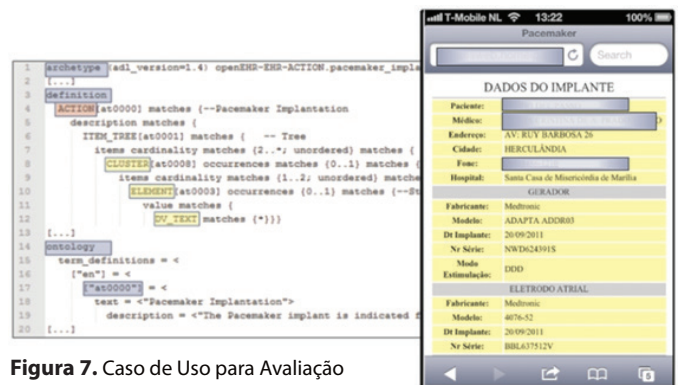 1 archetype (adl_version=1.4) openEHR-EHR-ACTION.pacemaker_impla
2 [...]
3 definition
4 ACTION[at0000] matches {--Pacemaker Implantation
5 description matches {
6 ITEM_TREE[at0001] matches { -- Tree
7 items cardinality matches {2..*; unordered} matches {
8 CLUSTER[at0008] occurrences matches {0..1} matches {
9 items cardinality matches {1..2; unordered} matche
10 ELEMENT[at0003] occurrences {0..1} matches {--St
11 value matches {
12 DV_TEXT matches {*}}}
13 [...]
14 ontology
15 term_definitions = <
16 ["en"] = <
17 ["at0000"] = <
18 text = <"Pacemaker Implantation">
19 description = <"The Pacemaker implant is indicated f
20 [...]
T-Mobile NL 13:22 100%
Pacemaker
Search
DADOS DO IMPLANTE
Paciente:
Médico: O
Endereço: AV: RUY BARBOSA 26
Cidade: HERCULÂNDIA
Fone:
Hospital: Santa Casa de Misericórdia de Marília
GERADOR
Fabricante: Medtronic
Modelo: ADAPTA ADDR03
Dt Implante: 20/09/2011
Nr Série: NWD624391S
Modo
Estimulação: DDD
ELETRODO ATRIAL
Fabricante: Medtronic
Modelo: 4076-52
Dt Implante: 20/09/2011
Nr Série: BBL637512V
Figura 7. Caso de Uso para Avaliação